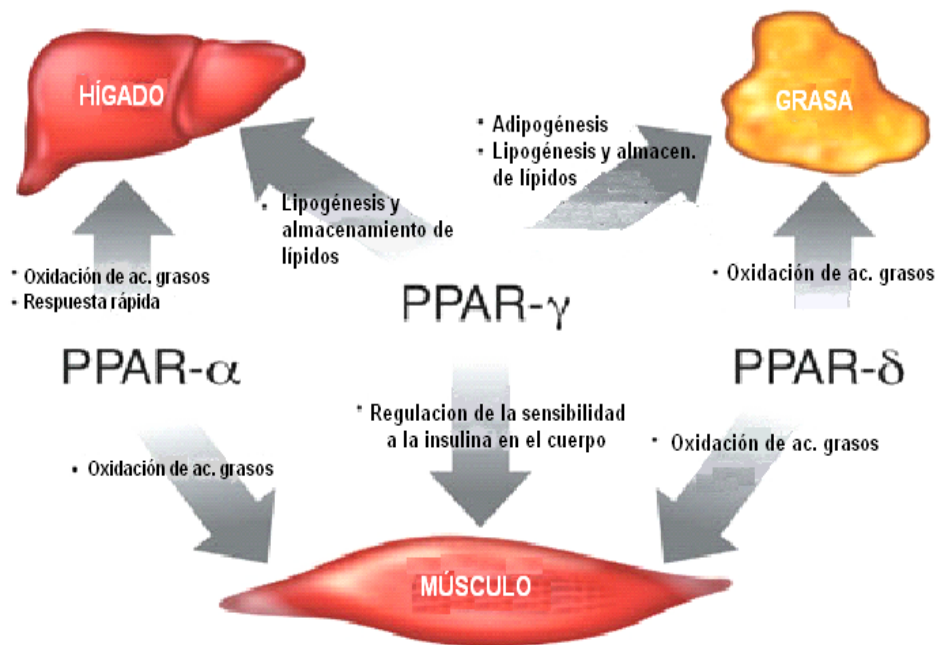 HÍGADO
GRASA
• Adipogénesis
• Lipogénesis y almacen.
de lípidos
• Lipogénesis y
almacenamiento de
lípidos
• Oxidación de ac. grasos
• Respuesta rápida
• Oxidación de ac. grasos
PPAR-γ
PPAR-α
PPAR-δ
• Regulacion de la sensibilidad
a la insulina en el cuerpo
• Oxidación de ac. grasos
• Oxidación de ac. grasos
MÚSCULO